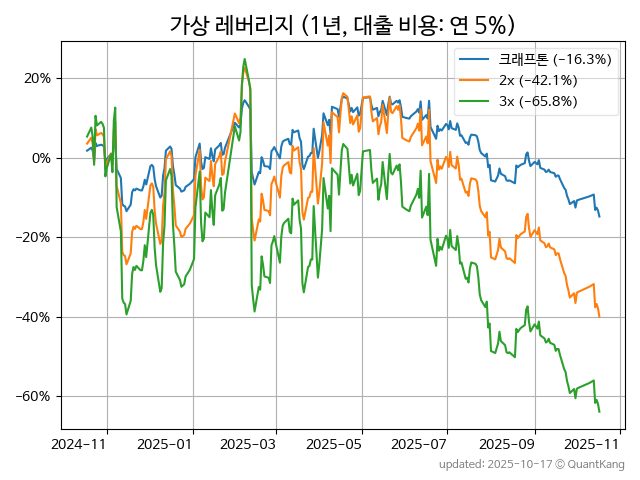 가상 레버리지 (1년, 대출 비용: 연 5%)
크래프톤 (-16.3%)
2x (-42.1%)
3x (-65.8%)
20%
0%
-20%
-40%
-60%
2024-11 2025-01 2025-03 2025-05 2025-07 2025-09 2025-11
updated: 2025-10-17 © QuantKang